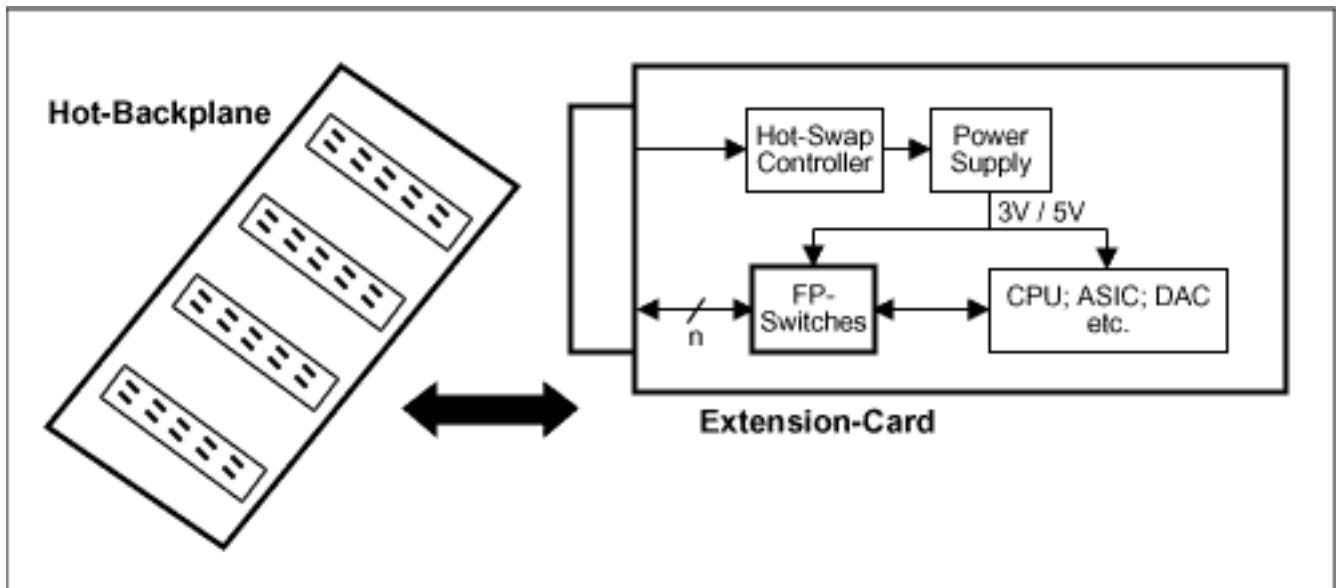 Hot-Backplane
Hot-Swap
Controller
Power
Supply
3V / 5V
FP-
Switches
n
CPU; ASIC; DAC
etc.
Extension-Card